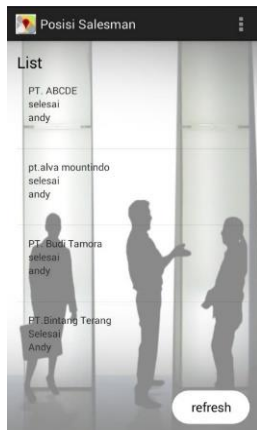 Posisi Salesman
List
PT. ABCDE
selesai
andy
pt.alva mountindo
selesai
andy
PT. Budi Tamora
selesai
andy
PT.Bintang Terang
Selesai
Andy
refresh